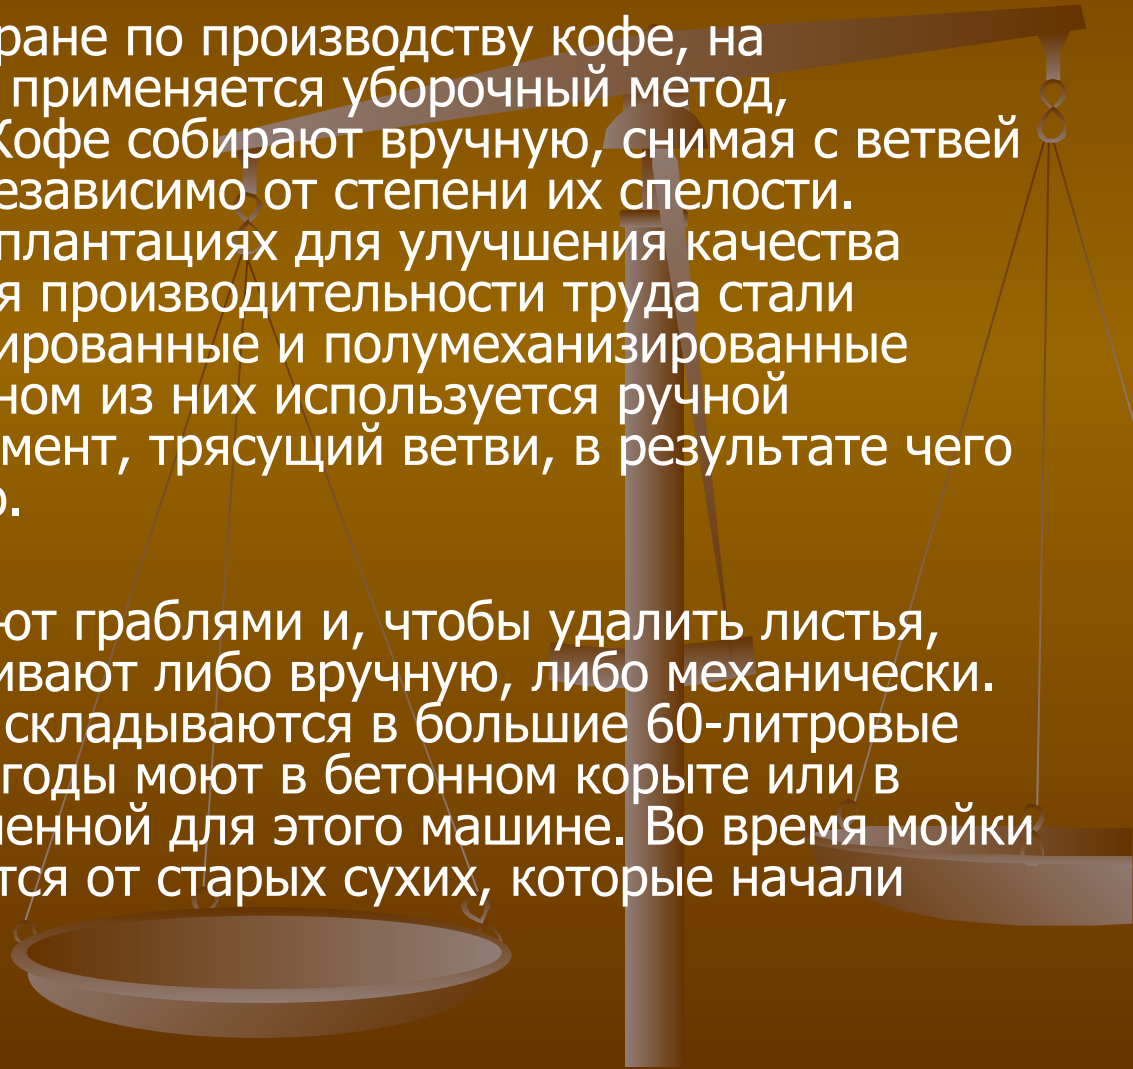 ране по производству кофе, на
применяется уборочный метод,
Кофе собирают вручную, снимая с ветвей
езависимо от степени их спелости.
плантациях для улучшения качества
я производительности труда стали
ированные и полумеханизированные
ном из них используется ручной
мент, трясущий ветви, в результате чего
о.
ют граблями и, чтобы удалить листья,
ивают либо вручную, либо механически.
складываются в большие 60-литровые
годы моют в бетонном корыте или в
ненной для этого машине. Во время мойки
тся от старых сухих, которые начали